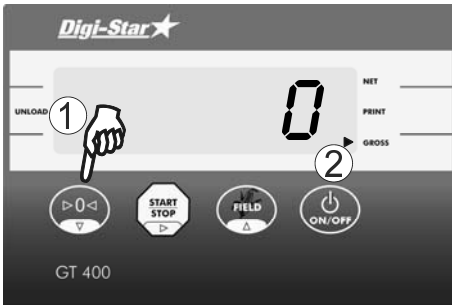 Digi-Star
NET
UNLOAD
1
0
PRINT
GROSS
2
▷0◁
START
STOP
FIELD
ON/OFF
GT 400